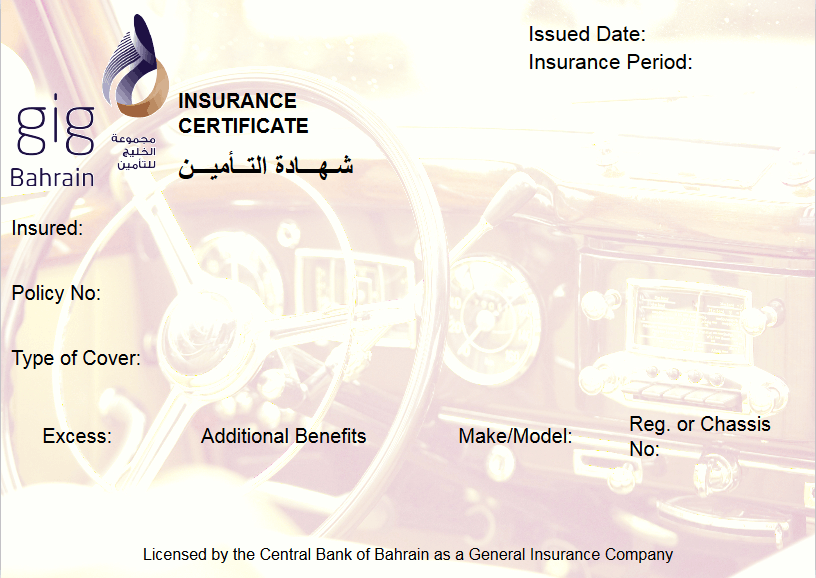 Issued Date:
Insurance Period:
gig
Bahrain
مجموعة
الخليج
للتأمين
INSURANCE
CERTIFICATE
شهادة التأمين
Insured:
Policy No:
Type of Cover:
Excess:
Additional Benefits
Make/Model:
Reg. or Chassis
No:
Licensed by the Central Bank of Bahrain as a General Insurance Company